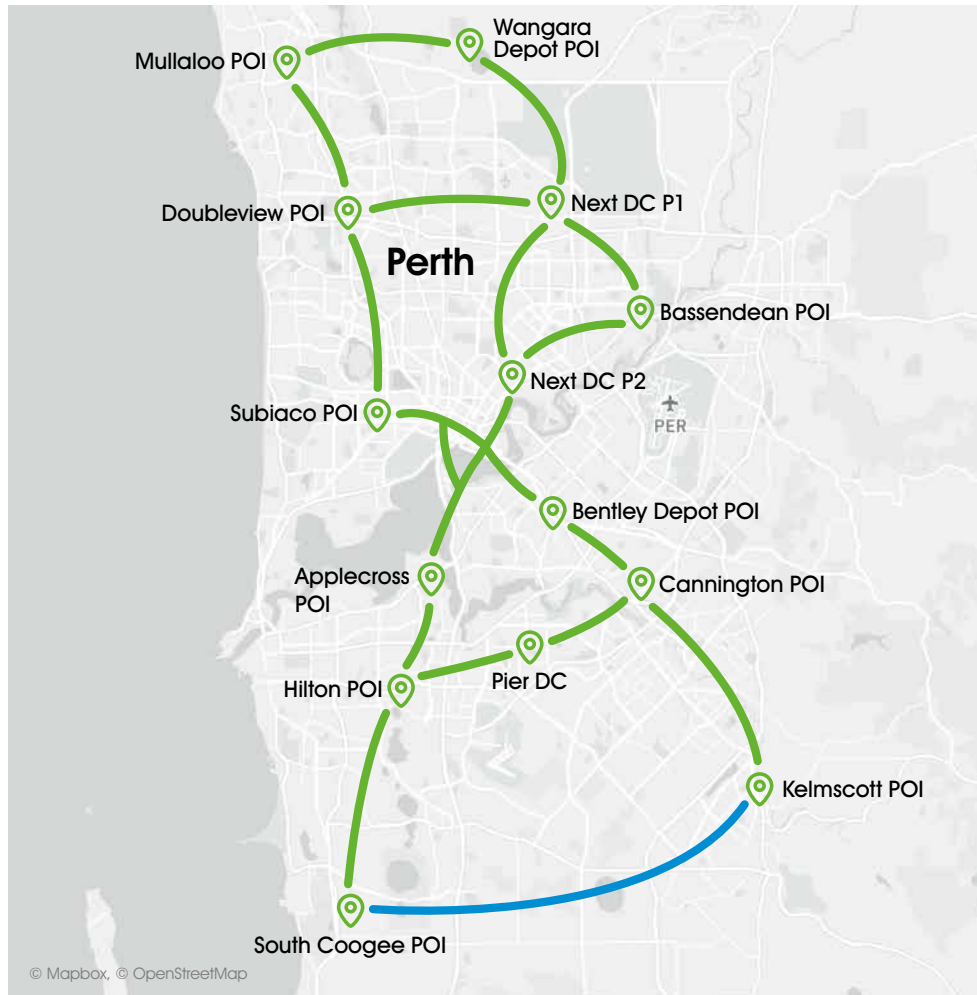 Wangara
Depot POI
Mullaloo POI
Next DC P1
Doubleview POI
Perth
Bassendean POI
Next DC P2
Subiaco POI
PER
Bentley Depot POI
Applecross
POI
Cannington POI
Pier DC
Hilton POI
Kelmscott POI
South Coogee POI
© Mapbox, © OpenStreetMap